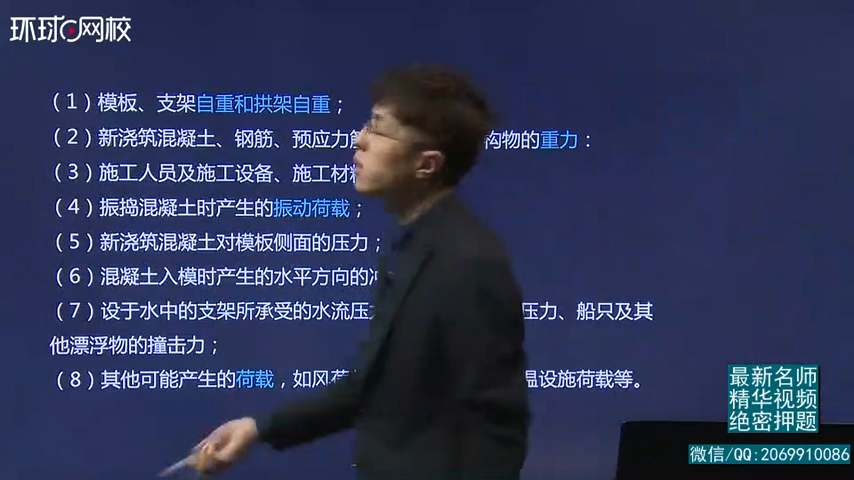 环球网校
（1）模板、支架自重和拱架自重；
（2）新浇筑混凝土、钢筋、预应力 构物的重力：
（3）施工人员及施工设备、施工材
（4）振捣混凝土时产生的振动荷载；
（5）新浇筑混凝土对模板侧面的压力；
（6）混凝土入模时产生的水平方向的
（7）设于水中的支架所承受的水流压 压力、船只及其
他漂浮物的撞击力；
（8）其他可能产生的荷载，如风荷 温设施荷载等。
最新名师
精华视频
绝密押题
微信/QQ:2069910086